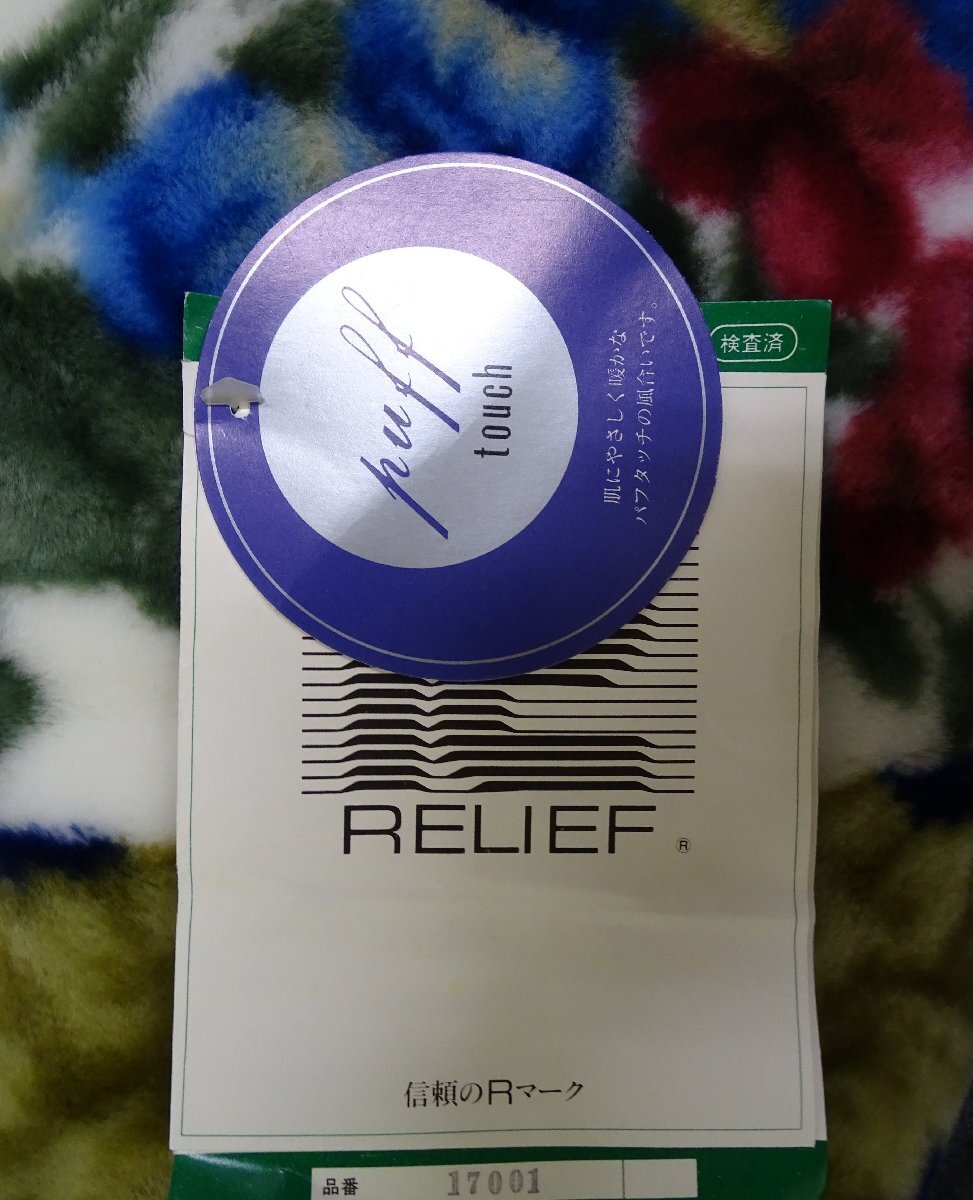 puff
touch
肌にやさしく暖かな
パフタッチの風合いです。
検査済
RELIEF ®
信頼のRマーク
品番 17001